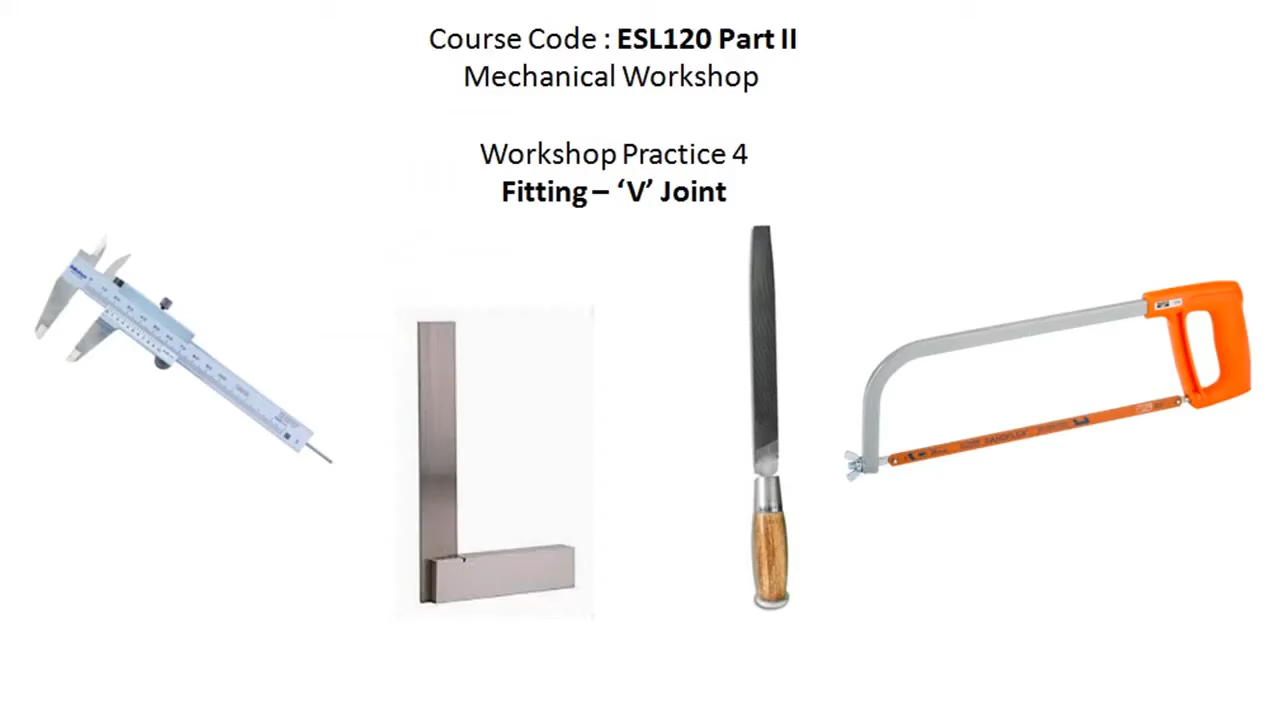 Course Code : ESL120 Part II
Mechanical Workshop
Workshop Practice 4
Fitting – ‘V’ Joint